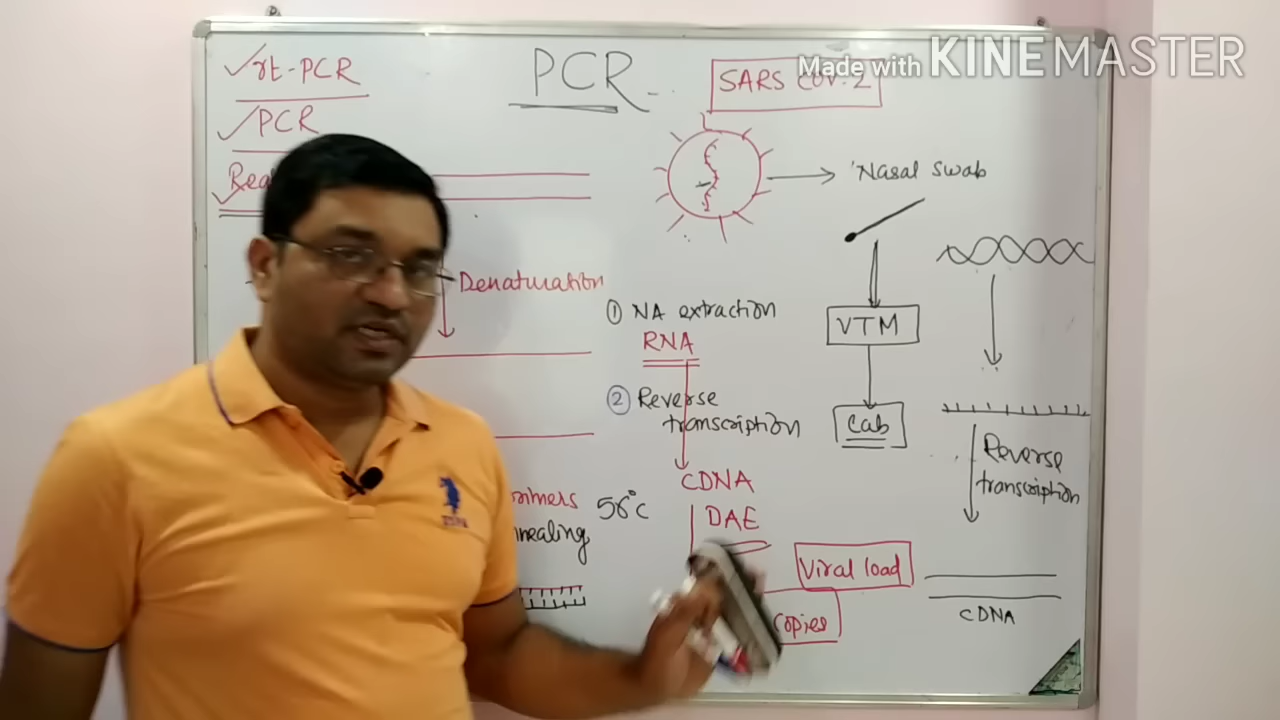 Made with KINEMASTER
rt-PCR
PCR
PCR
SARS COV-2
Nasal Swab
Denaturation
① NA extraction
RNA
VTM
② Reverse
transcription
Lab
Reverse
transcription
CDNA
56°C
DAE
Viral load
copies
CDNA